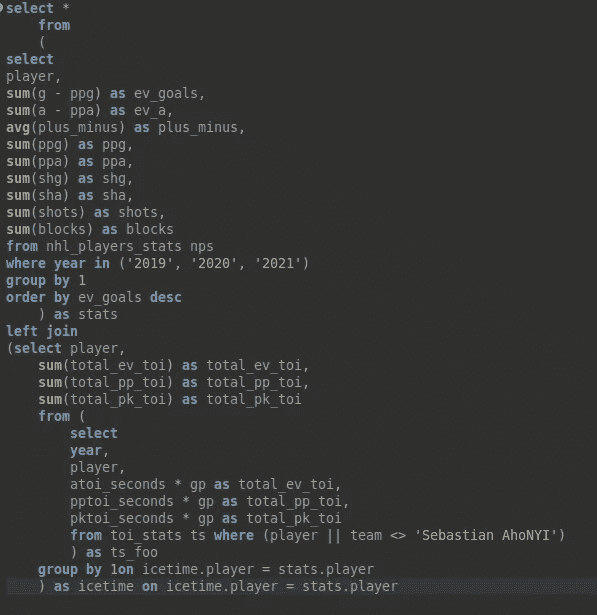 select *
    from
    (
select
player,
sum(g - ppg) as ev_goals,
sum(a - ppa) as ev_a,
avg(plus_minus) as plus_minus,
sum(ppg) as ppg,
sum(ppa) as ppa,
sum(shg) as shg,
sum(sha) as sha,
sum(shots) as shots,
sum(blocks) as blocks
from nhl_players_stats nps
where year in ('2019', '2020', '2021')
group by 1
order by ev_goals desc
    ) as stats
left join
(select player,
    sum(total_ev_toi) as total_ev_toi,
    sum(total_pp_toi) as total_pp_toi,
    sum(total_pk_toi) as total_pk_toi
    from (
        select
        year,
        player,
        atoi_seconds * gp as total_ev_toi,
        pptoi_seconds * gp as total_pp_toi,
        pktoi_seconds * gp as total_pk_toi
        from toi_stats ts where (player || team <> 'Sebastian AhoNYI')
        ) as ts_foo
    group by 1on icetime.player = stats.player
    ) as icetime on icetime.player = stats.player